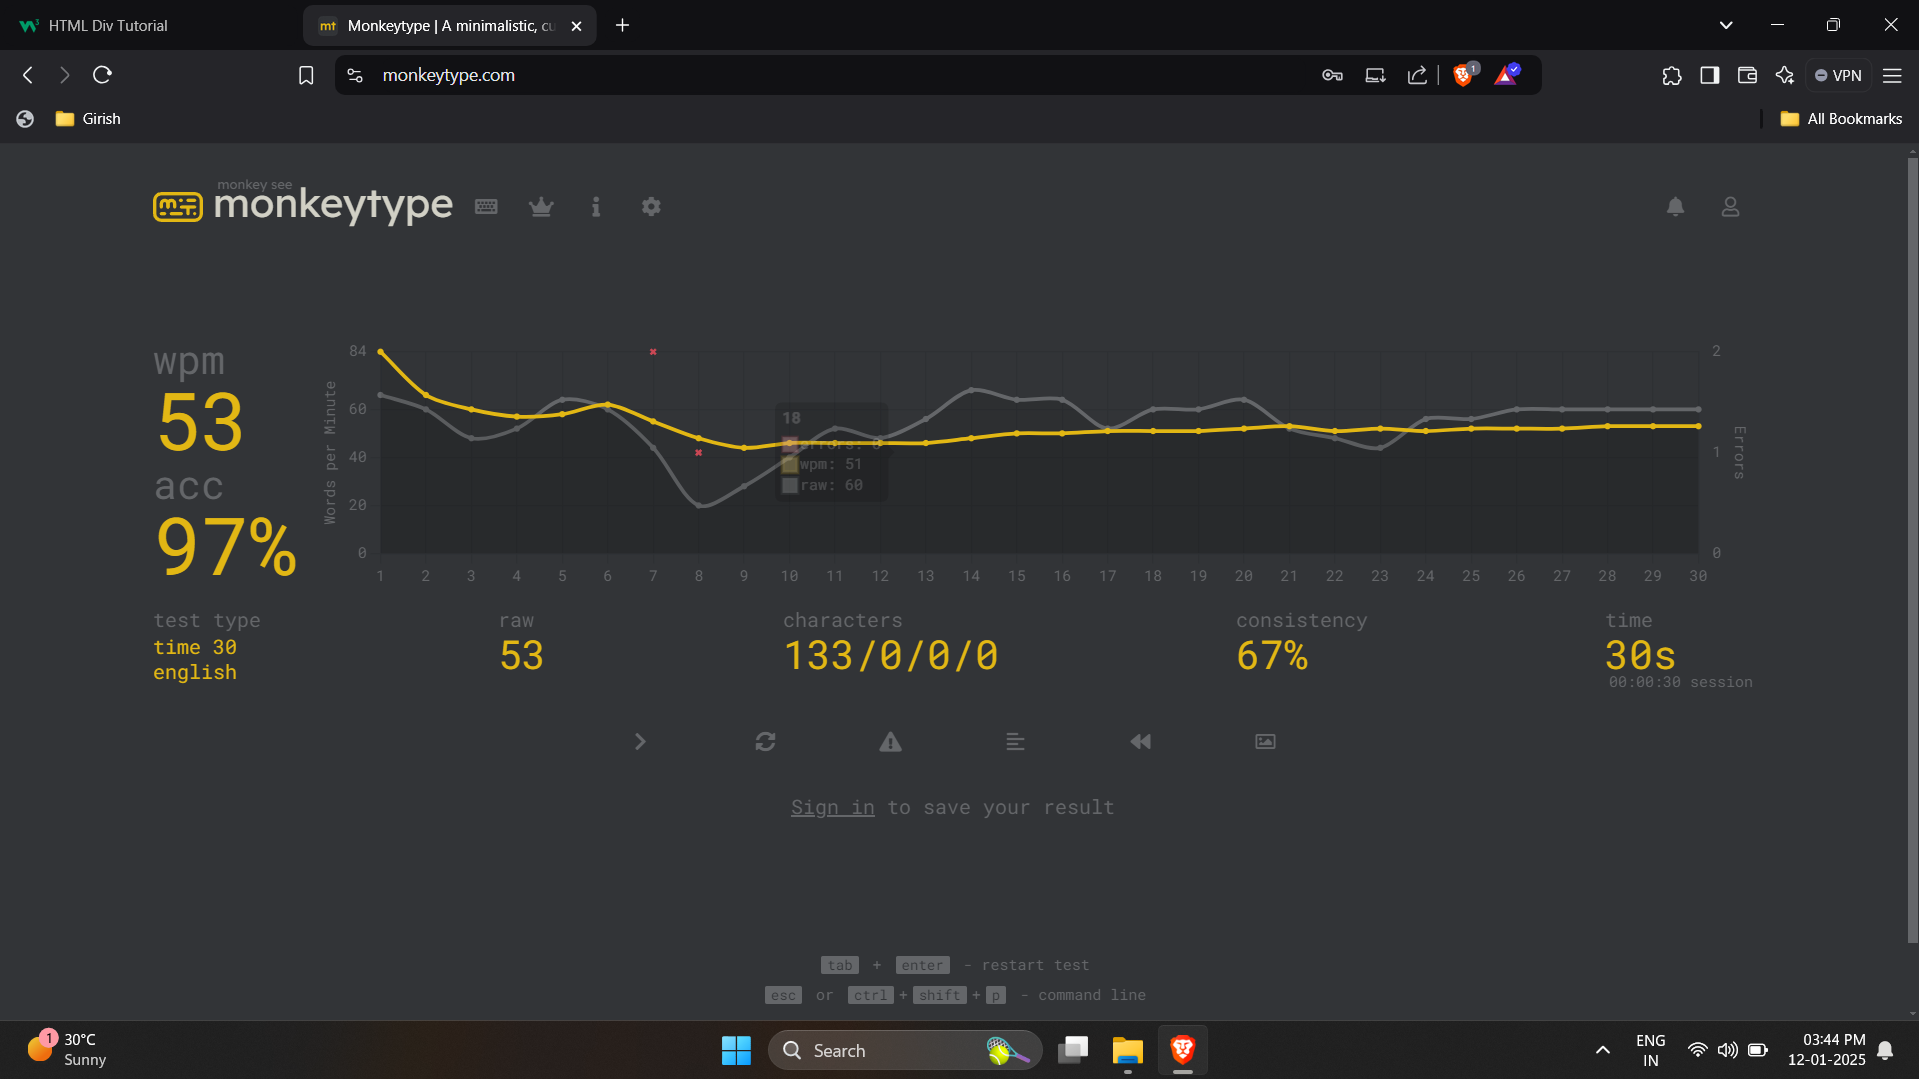 HTML Div Tutorial
Monkeytype | A minimalistic, cu
monkeytype.com
1
VPN
Girish
All Bookmarks
monkey see
monkeytype
wpm
53
acc
97%
Words per Minute
84
60
40
20
0
18
errors: 0
wpm: 51
raw: 60
2
1
0
Errors
1 2 3 4 5 6 7 8 9 10 11 12 13 14 15 16 17 18 19 20 21 22 23 24 25 26 27 28 29 30
test type
time 30
english
raw
53
characters
133/0/0/0
consistency
67%
time
30s
00:00:30 session
Sign in to save your result
tab + enter - restart test
esc or ctrl + shift + p - command line
1
30°C
Sunny
Search
ENG
IN
03:44 PM
12-01-2025